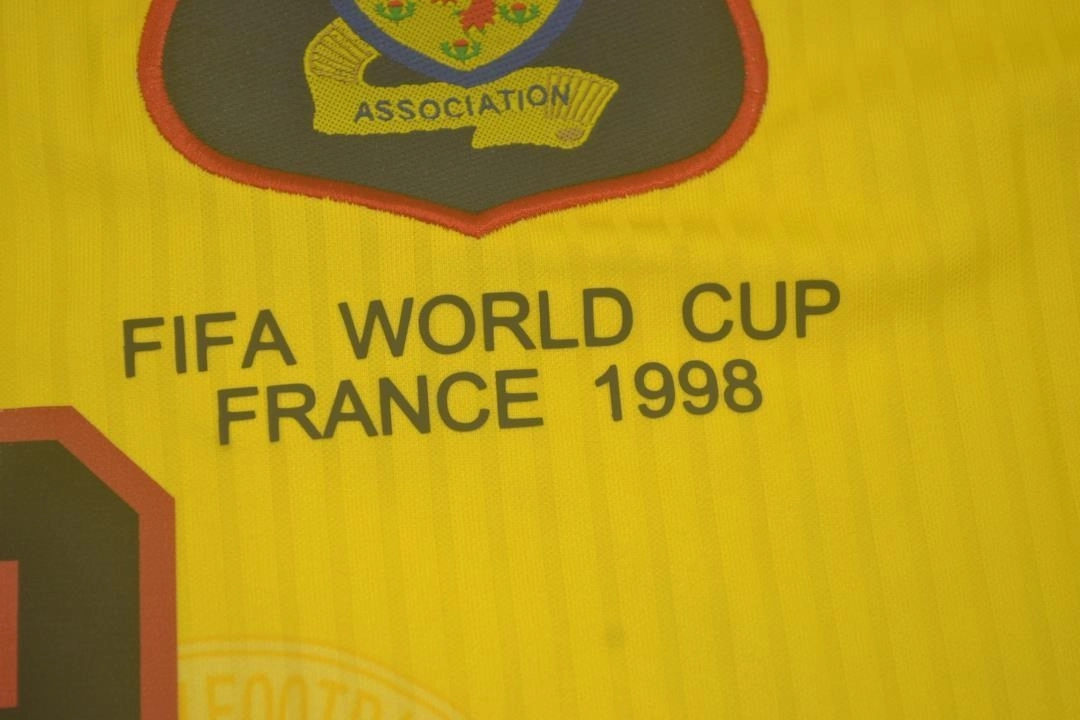 ASSOCIATION
FIFA WORLD CUP
FRANCE 1998